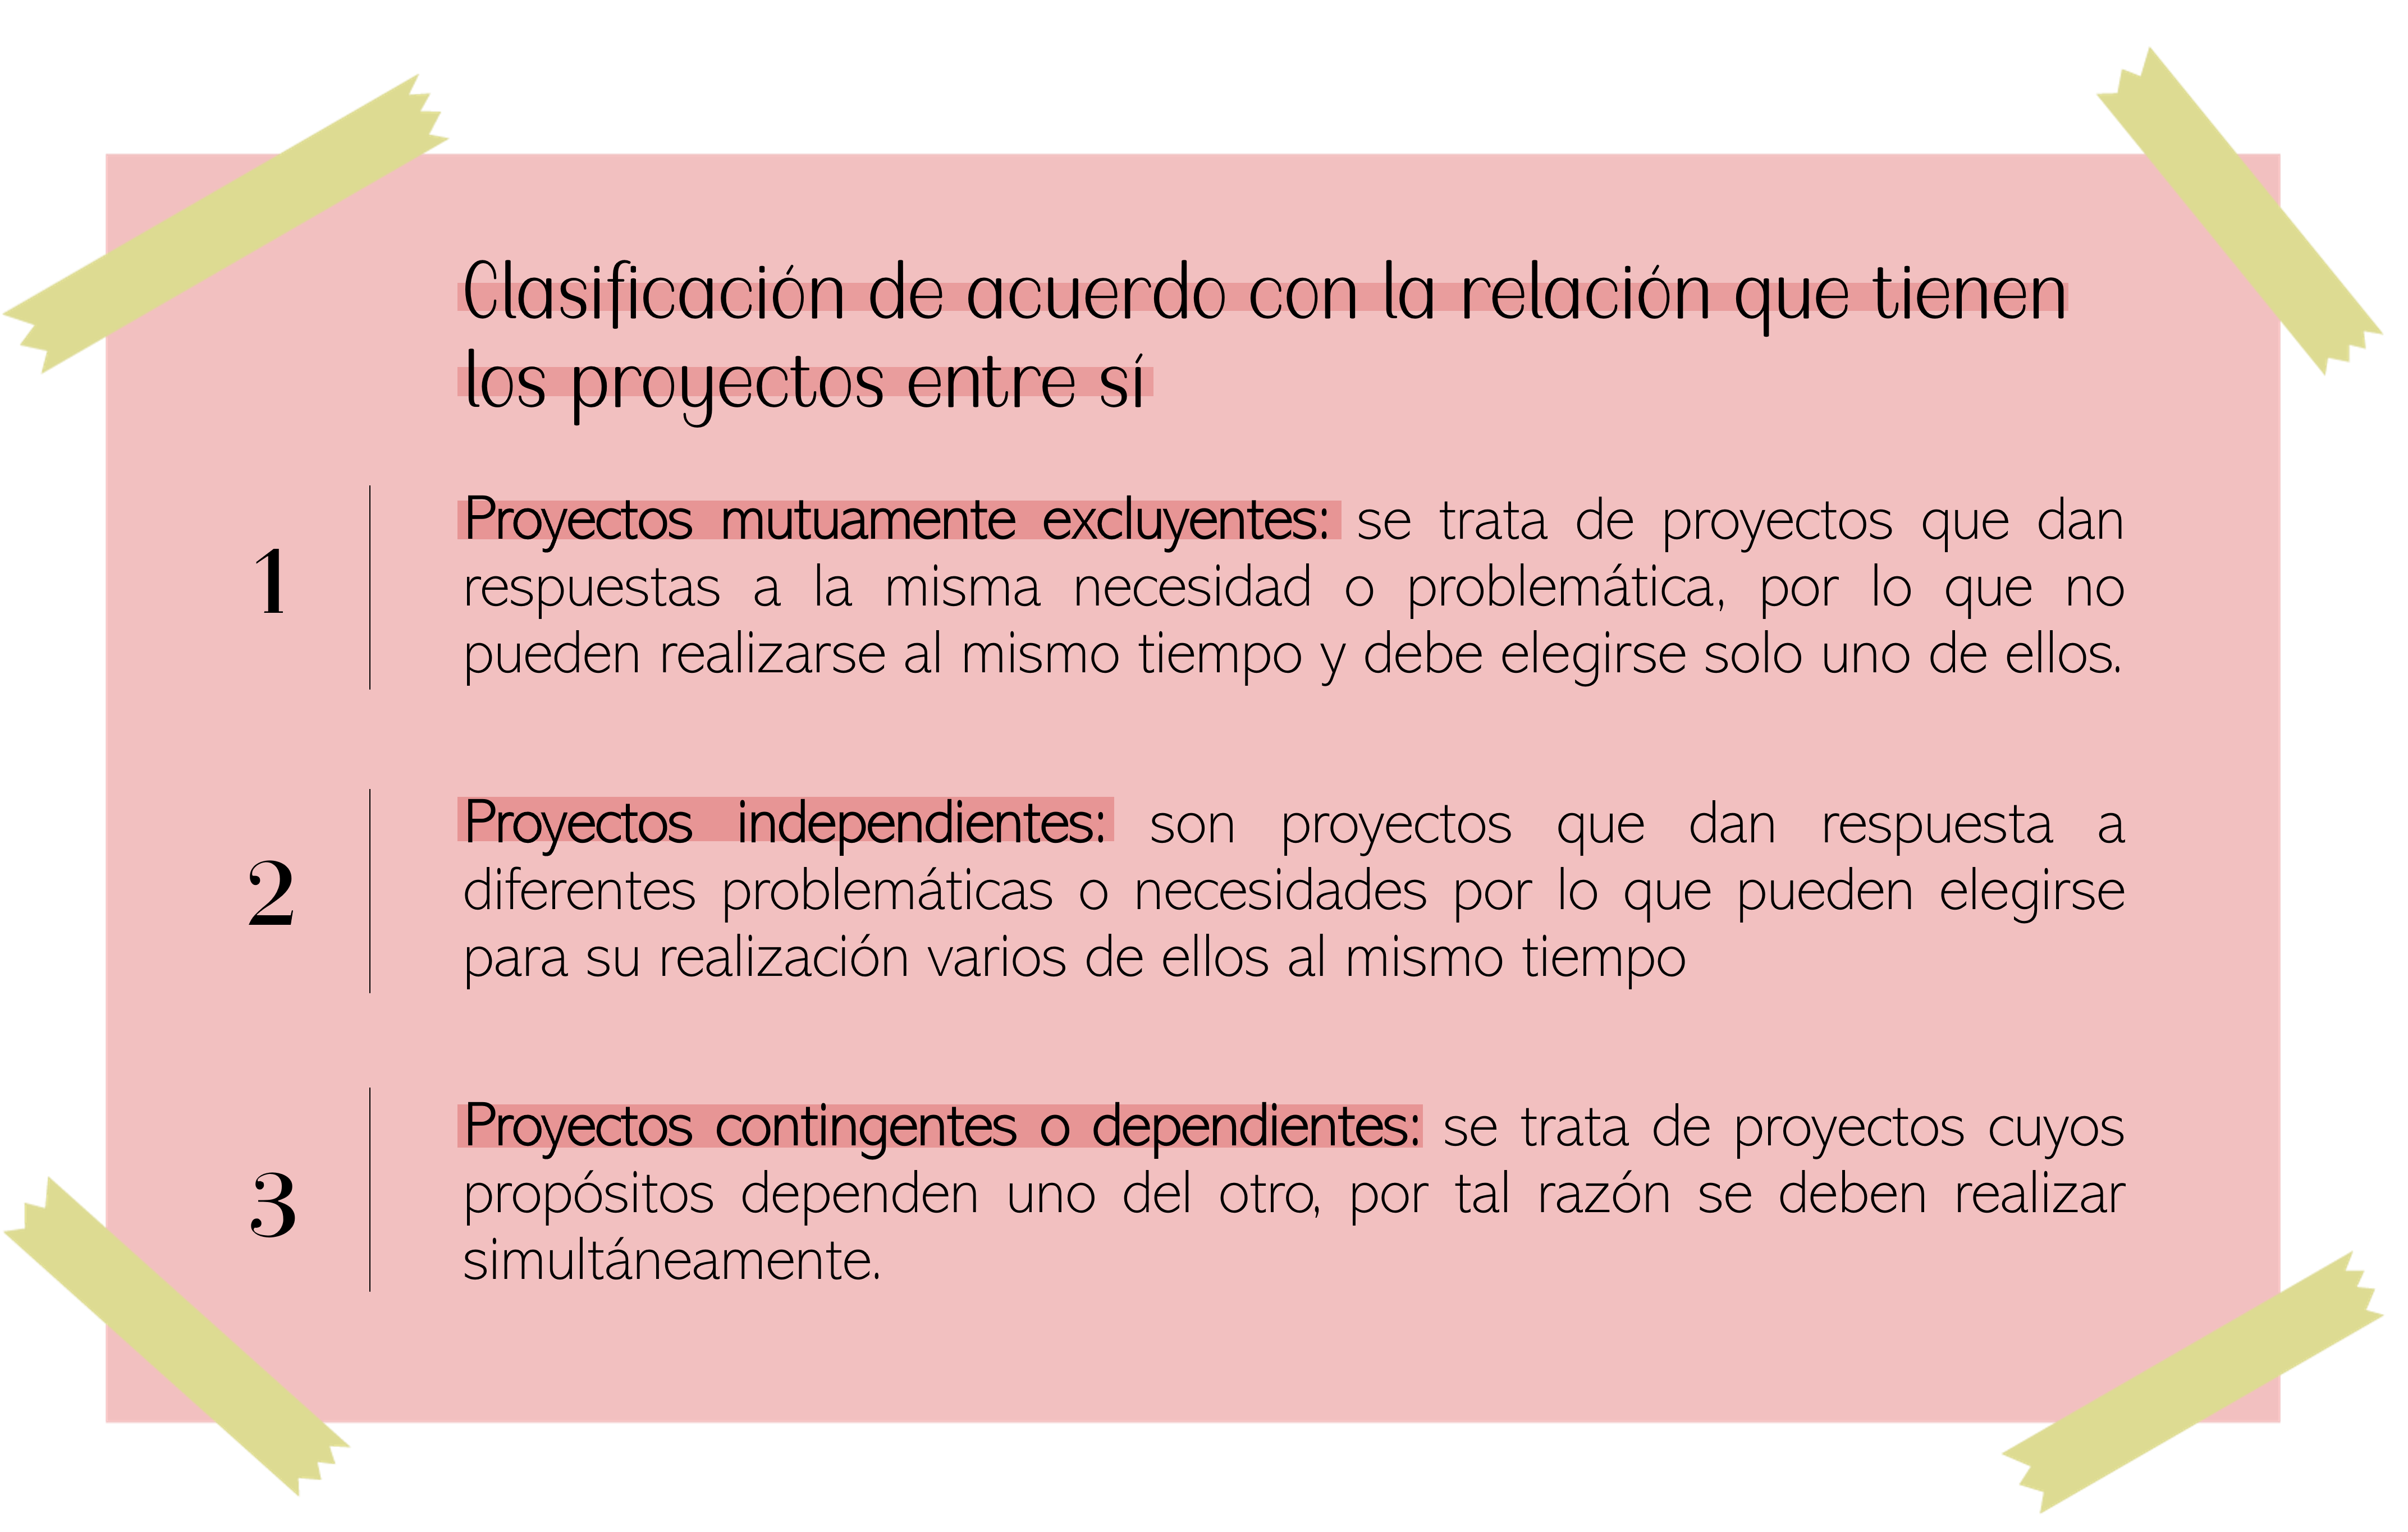 Clasificación de acuerdo con la relación que tienen
los proyectos entre sí
1
Proyectos mutuamente excluyentes: se trata de proyectos que dan
respuestas a la misma necesidad o problemática, por lo que no
pueden realizarse al mismo tiempo y debe elegirse solo uno de ellos.
2
Proyectos independientes: son proyectos que dan respuesta a
diferentes problemáticas o necesidades por lo que pueden elegirse
para su realización varios de ellos al mismo tiempo
3
Proyectos contingentes o dependientes: se trata de proyectos cuyos
propósitos dependen uno del otro, por tal razón se deben realizar
simultáneamente.